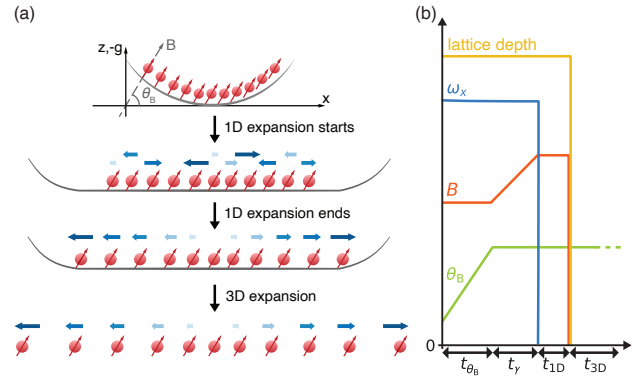 (a)
z,-g
B
θB
x
1D expansion starts
1D expansion ends
3D expansion
(b)
lattice depth
ωx
B
θB
0
tθB
tγ
t1D
t3D